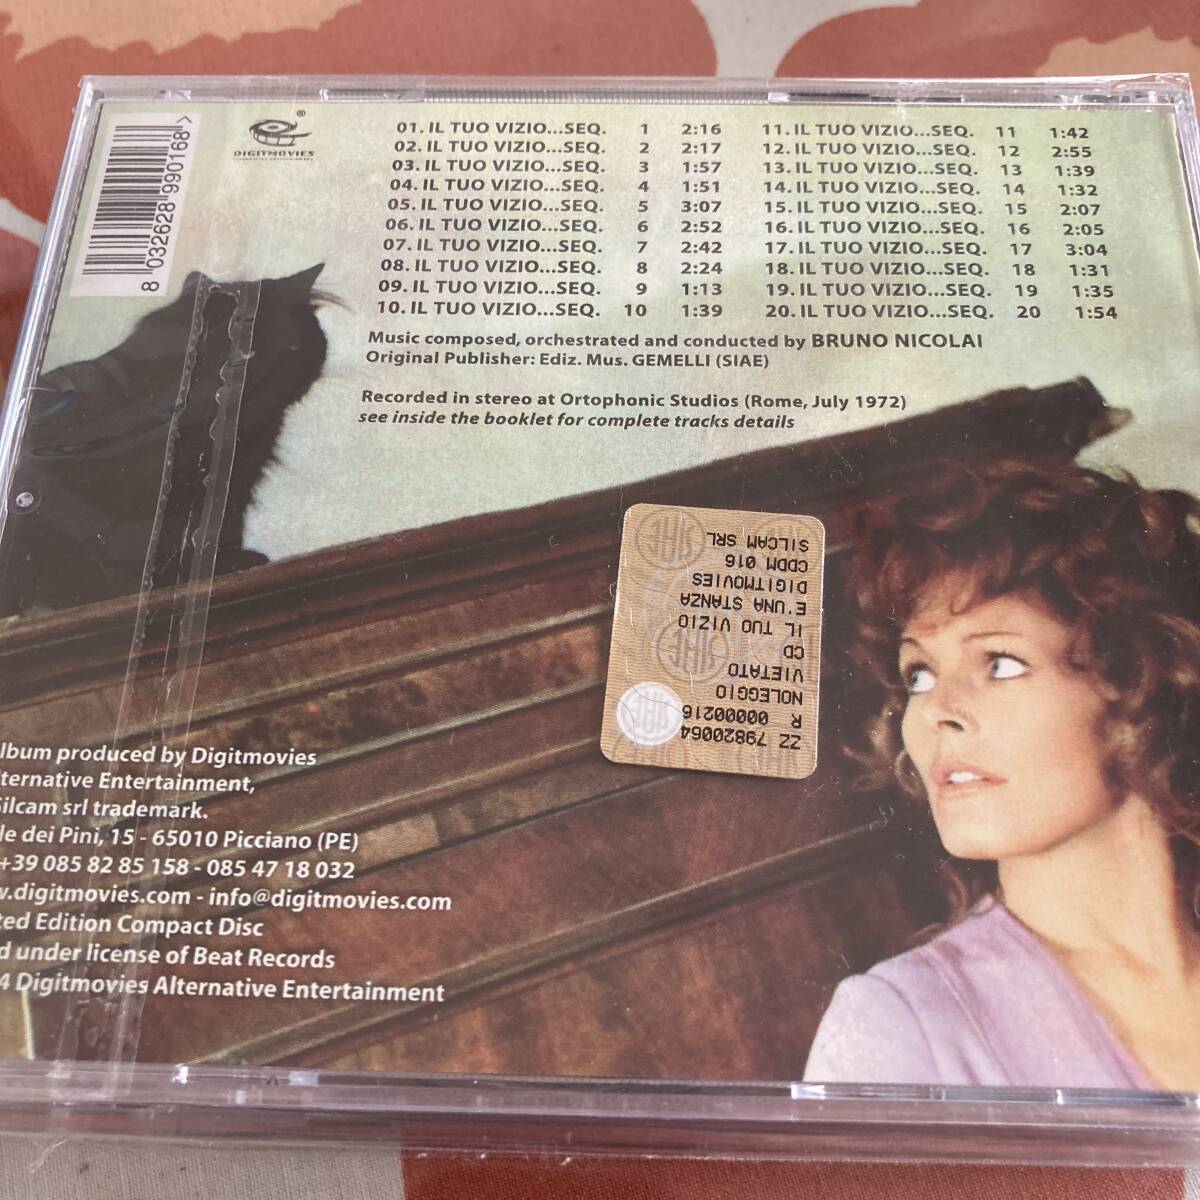 8 032628 990168 >
DIGITMOVIES
01. IL TUO VIZIO...SEQ. 1 2:16
02. IL TUO VIZIO...SEQ. 2 2:17
03. IL TUO VIZIO...SEQ. 3 1:57
04. IL TUO VIZIO...SEQ. 4 1:51
05. IL TUO VIZIO...SEQ. 5 3:07
06. IL TUO VIZIO...SEQ. 6 2:52
07. IL TUO VIZIO...SEQ. 7 2:42
08. IL TUO VIZIO...SEQ. 8 2:24
09. IL TUO VIZIO...SEQ. 9 1:13
10. IL TUO VIZIO...SEQ. 10 1:39
11. IL TUO VIZIO...SEQ. 11 1:42
12. IL TUO VIZIO...SEQ. 12 2:55
13. IL TUO VIZIO...SEQ. 13 1:39
14. IL TUO VIZIO...SEQ. 14 1:32
15. IL TUO VIZIO...SEQ. 15 2:07
16. IL TUO VIZIO...SEQ. 16 2:05
17. IL TUO VIZIO...SEQ. 17 3:04
18. IL TUO VIZIO...SEQ. 18 1:31
19. IL TUO VIZIO...SEQ. 19 1:35
20. IL TUO VIZIO...SEQ. 20 1:54
Music composed, orchestrated and conducted by BRUNO NICOLAI
Original Publisher: Ediz. Mus. GEMELLI (SIAE)
Recorded in stereo at Ortophonic Studios (Rome, July 1972)
see inside the booklet for complete tracks details
ZZ 79820064
R 00000216
NOLEGGIO
VIETATO
CD
IL TUO VIZIO
E'UNA STANZA
DIGITMOVIES
CDDM 016
SILCAM SRL
SIAE
lbum produced by Digitmovies
lternative Entertainment,
ilcam srl trademark.
le dei Pini, 15 - 65010 Picciano (PE)
+39 085 82 85 158 - 085 47 18 032
w.digitmovies.com - info@digitmovies.com
ted Edition Compact Disc
d under license of Beat Records
4 Digitmovies Alternative Entertainment